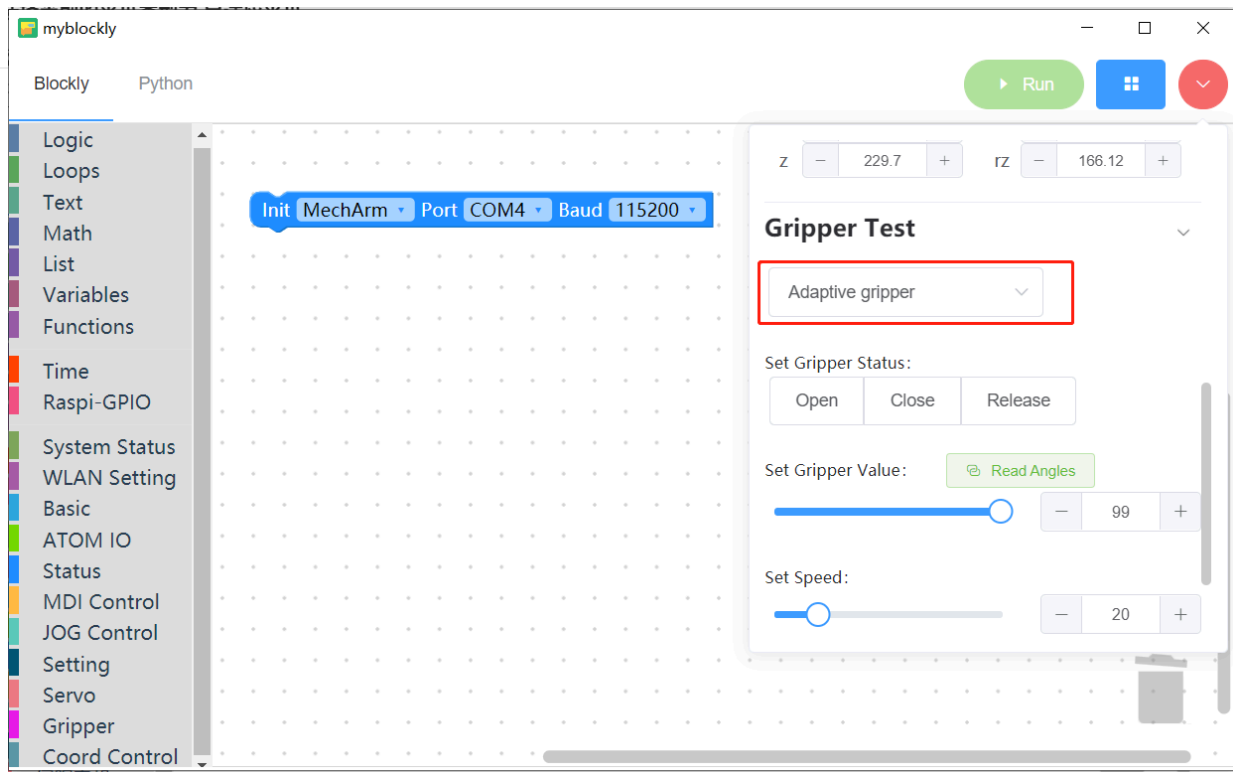 myblockly
Blockly Python
Run
Logic
Loops
Text
Math
List
Variables
Functions
Time
Raspi-GPIO
System Status
WLAN Setting
Basic
ATOM IO
Status
MDI Control
JOG Control
Setting
Servo
Gripper
Coord Control
Init MechArm Port COM4 Baud 115200
z − 229.7 + rz − 166.12 +
Gripper Test
Adaptive gripper
Set Gripper Status:
Open Close Release
Set Gripper Value: Read Angles
− 99 +
Set Speed:
− 20 +